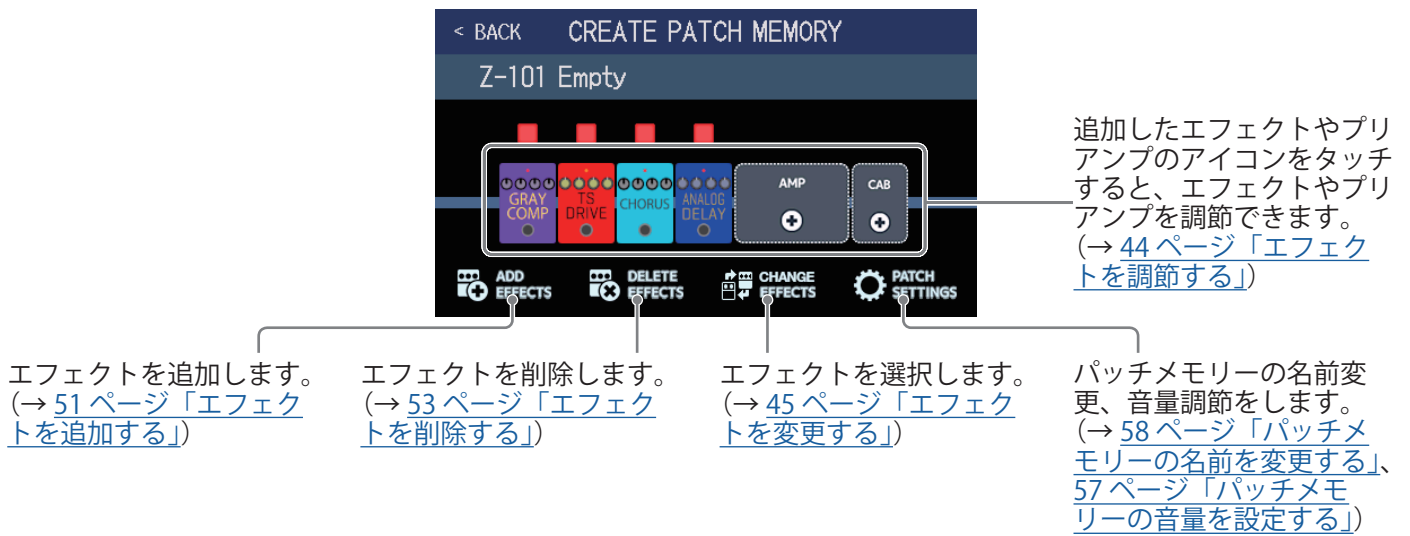 < BACK CREATE PATCH MEMORY
Z-101 Empty
GRAY
COMP
TS
DRIVE
CHORUS
ANALOG
DELAY
AMP
CAB
ADD
EFFECTS
DELETE
EFFECTS
CHANGE
EFFECTS
PATCH
SETTINGS
追加したエフェクトやプリ
アンプのアイコンをタッチ
すると、エフェクトやプリ
アンプを調節できます。
(→ 44 ページ「エフェク
トを調節する」)
エフェクトを追加します。
(→ 51 ページ「エフェク
トを追加する」)
エフェクトを削除します。
(→ 53 ページ「エフェク
トを削除する」)
エフェクトを選択します。
(→ 45 ページ「エフェク
トを変更する」)
パッチメモリーの名前変
更、音量調節をします。
(→ 58 ページ「パッチメ
モリーの名前を変更する」、
57 ページ「パッチメモ
リーの音量を設定する」)